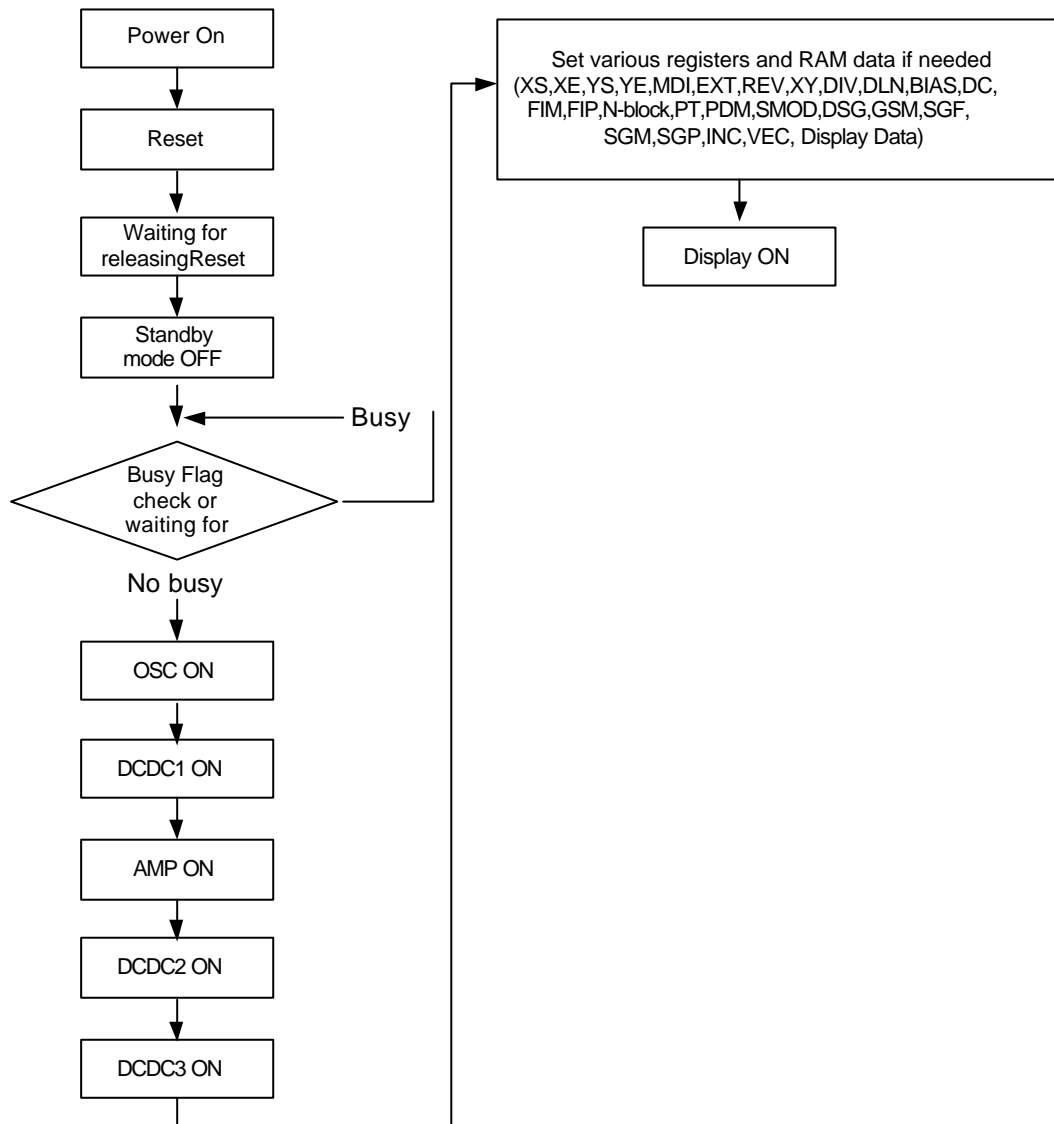 Power On
Reset
Waiting for
releasingReset
Standby
mode OFF
Busy
Busy Flag
check or
waiting for
No busy
OSC ON
DCDC1 ON
AMP ON
DCDC2 ON
DCDC3 ON
Set various registers and RAM data if needed
(XS,XE,YS,YE,MDI,EXT,REV,XY,DIV,DLN,BIAS,DC,
FIM,FIP,N-block,PT,PDM,SMOD,DSG,GSM,SGF,
SGM,SGP,INC,VEC, Display Data)
Display ON